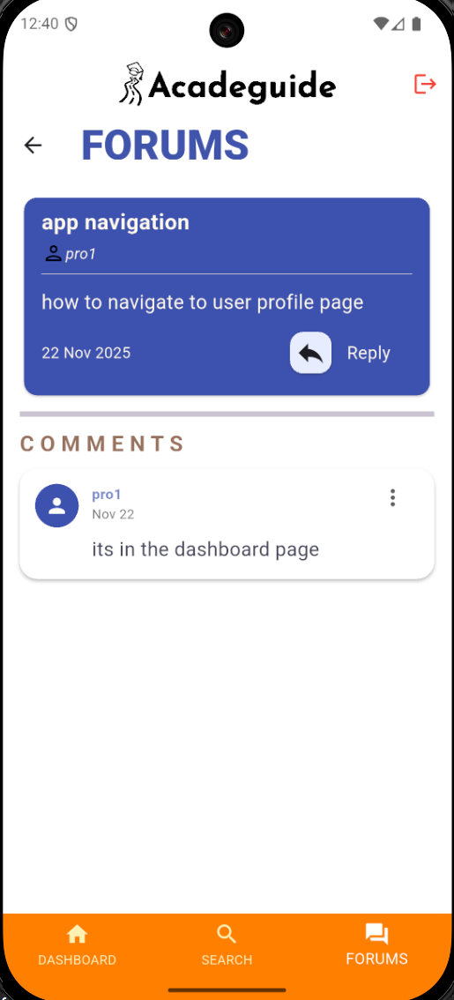 12:40
Acadeguide
FORUMS
app navigation
pro1
how to navigate to user profile page
22 Nov 2025
Reply
COMMENTS
pro1
Nov 22
its in the dashboard page
DASHBOARD
SEARCH
FORUMS